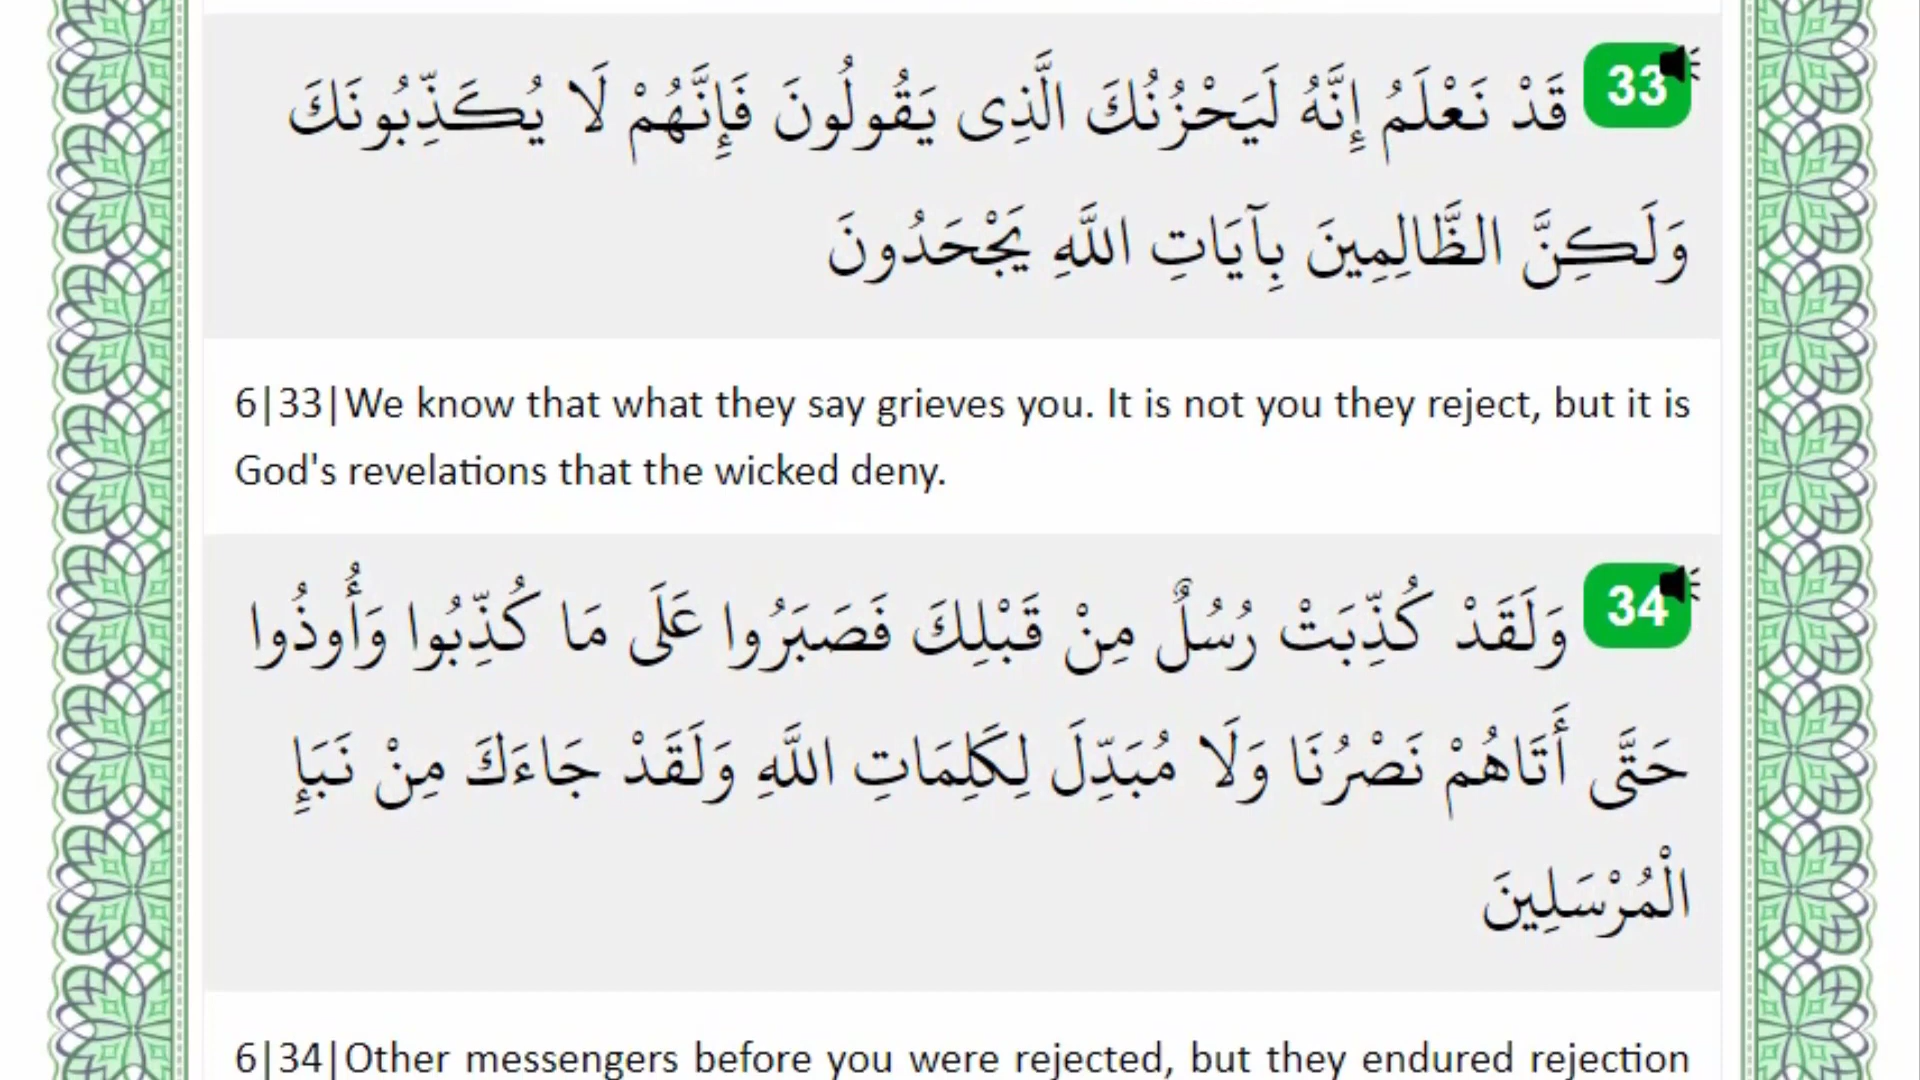 33 قَدْ نَعْلَمُ إِنَّهُ لَيَحْزُنُكَ الَّذِى يَقُولُونَ فَإِنَّهُمْ لَا يُكَذِّبُونَكَ
وَلَكِنَّ الظَّالِمِينَ بِآيَاتِ اللَّهِ يَجْحَدُونَ
6|33|We know that what they say grieves you. It is not you they reject, but it is
God's revelations that the wicked deny.
34 وَلَقَدْ كُذِّبَتْ رُسُلٌ مِنْ قَبْلِكَ فَصَبَرُوا عَلَى مَا كُذِّبُوا وَأُوذُوا
حَتَّى أَتَاهُمْ نَصْرُنَا وَلَا مُبَدِّلَ لِكَلِمَاتِ اللَّهِ وَلَقَدْ جَاءَكَ مِنْ نَبَإِ
الْمُرْسَلِينَ
6|34|Other messengers before you were rejected, but they endured rejection